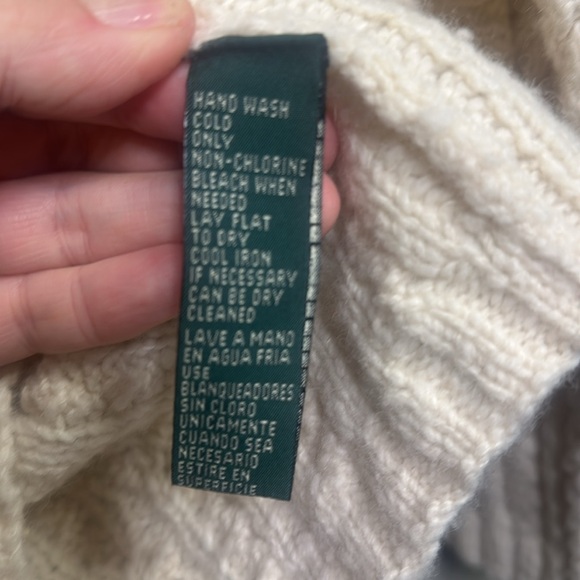 HAND WASH
COLD
ONLY
NON-CHLORINE
BLEACH WHEN
NEEDED
LAY FLAT
TO DRY
COOL IRON
IF NECESSARY
CAN BE DRY
CLEANED
LAVE A MANO
EN AGUA FRIA
USE
BLANQUEADORES
SIN CLORO
UNICAMENTE
CUANDO SEA
NECESARIO
ESTIRE EN
SUPERFICIE